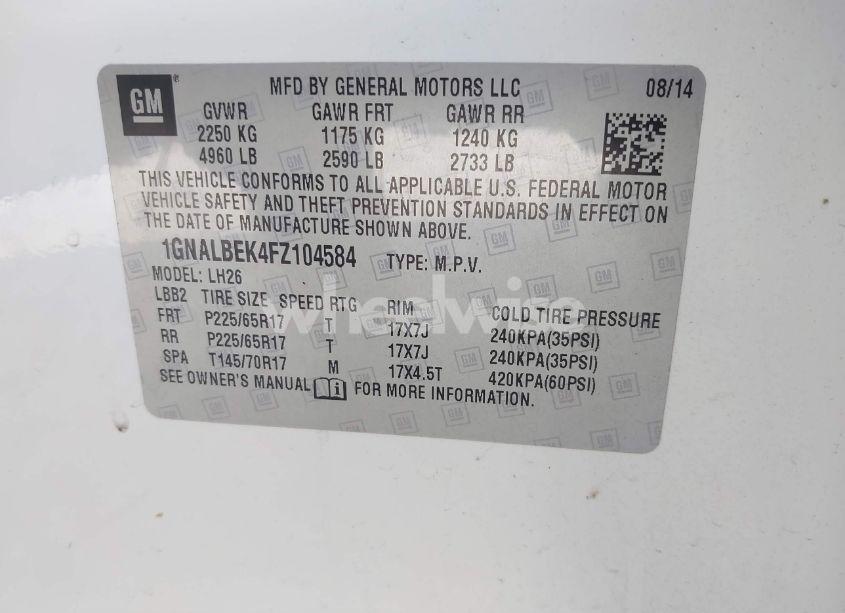 GM
MFD BY GENERAL MOTORS LLC 08/14
GVWR GAWR FRT GAWR RR
2250 KG 1175 KG 1240 KG
4960 LB 2590 LB 2733 LB
THIS VEHICLE CONFORMS TO ALL APPLICABLE U.S. FEDERAL MOTOR
VEHICLE SAFETY AND THEFT PREVENTION STANDARDS IN EFFECT ON
THE DATE OF MANUFACTURE SHOWN ABOVE.
1GNALBEK4FZ104584 TYPE: M.P.V.
MODEL: LH26
LBB2 TIRE SIZE SPEED RTG RIM COLD TIRE PRESSURE
FRT P225/65R17 T 17X7J 240KPA(35PSI)
RR P225/65R17 T 17X7J 240KPA(35PSI)
SPA T145/70R17 M 17X4.5T 420KPA(60PSI)
SEE OWNER'S MANUAL FOR MORE INFORMATION.
wheelwise